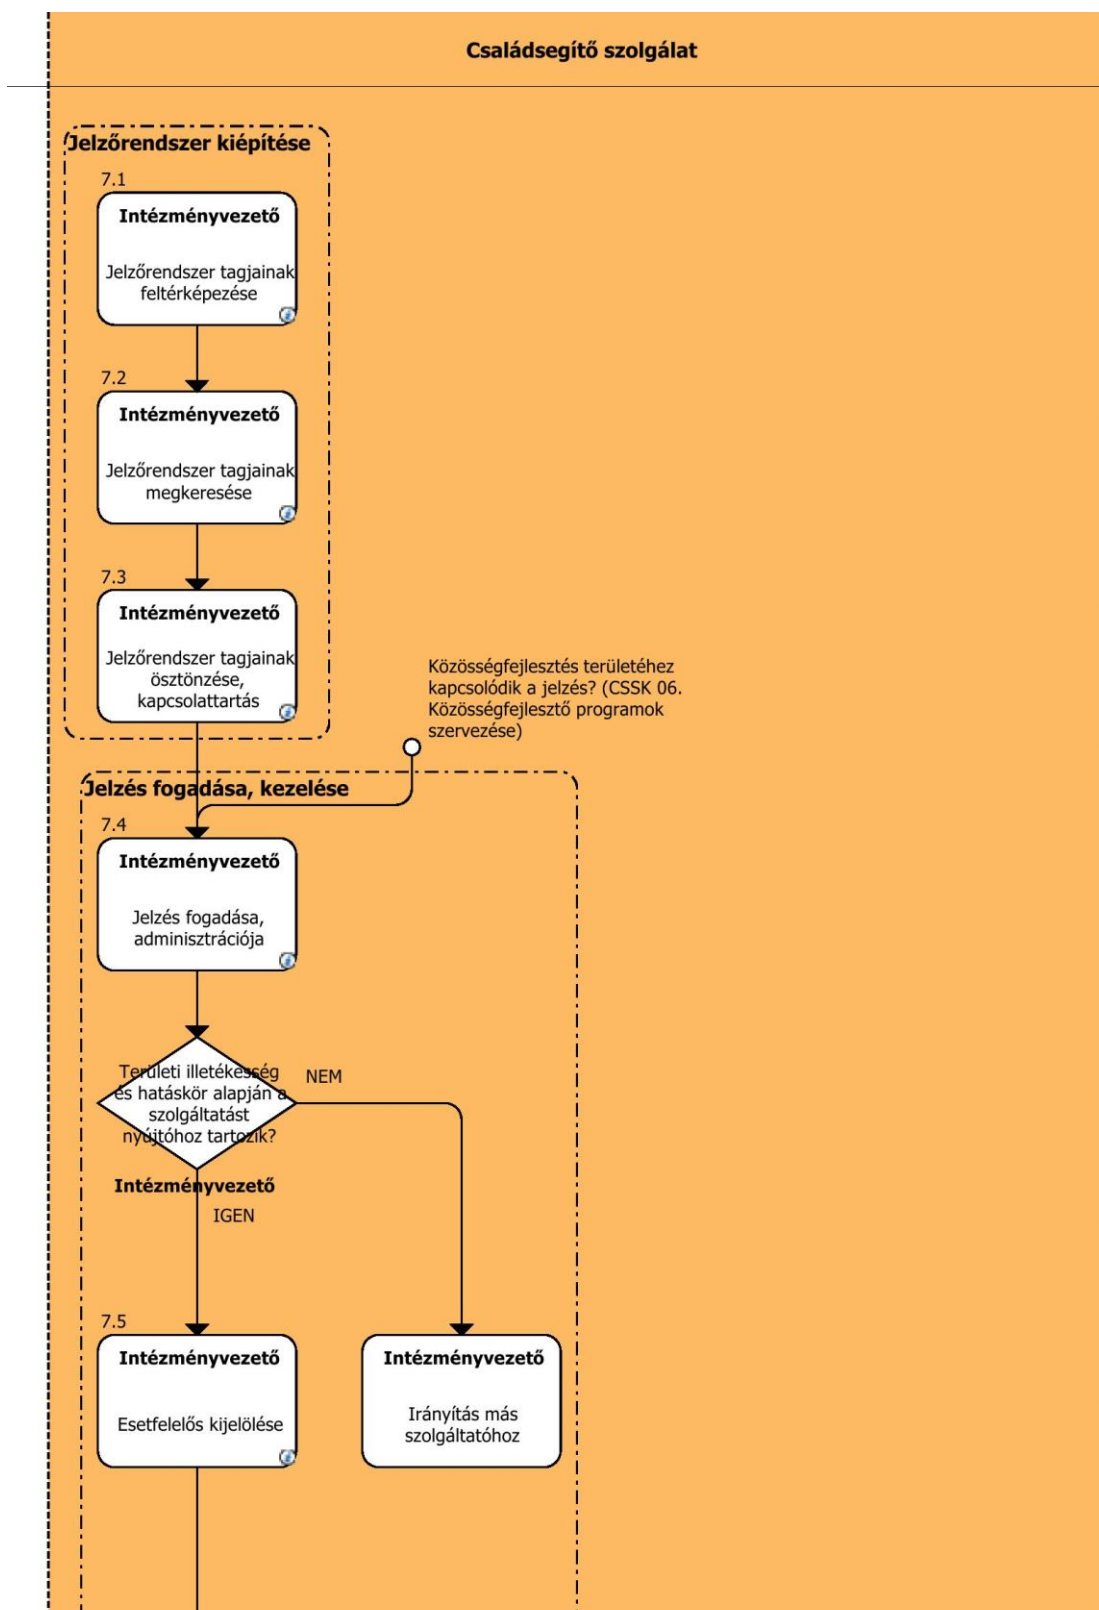 Családsegítő szolgálat
Jelzőrendszer kiépítése
7.1
Intézményvezető
Jelzőrendszer tagjainak
feltérképezése
7.2
Intézményvezető
Jelzőrendszer tagjainak
megkeresése
7.3
Intézményvezető
Jelzőrendszer tagjainak
ösztönzése,
kapcsolattartás
Közösségfejlesztés területéhez
kapcsolódik a jelzés? (CSSK 06.
Közösségfejlesztő programok
szervezése)
Jelzés fogadása, kezelése
7.4
Intézményvezető
Jelzés fogadása,
adminisztrációja
Területi illetékesség
és hatáskör alapján a
szolgáltatást
nyújtóhoz tartozik?
NEM
Intézményvezető
IGEN
7.5
Intézményvezető
Esetfelelős kijelölése
Intézményvezető
Irányítás más
szolgáltatóhoz